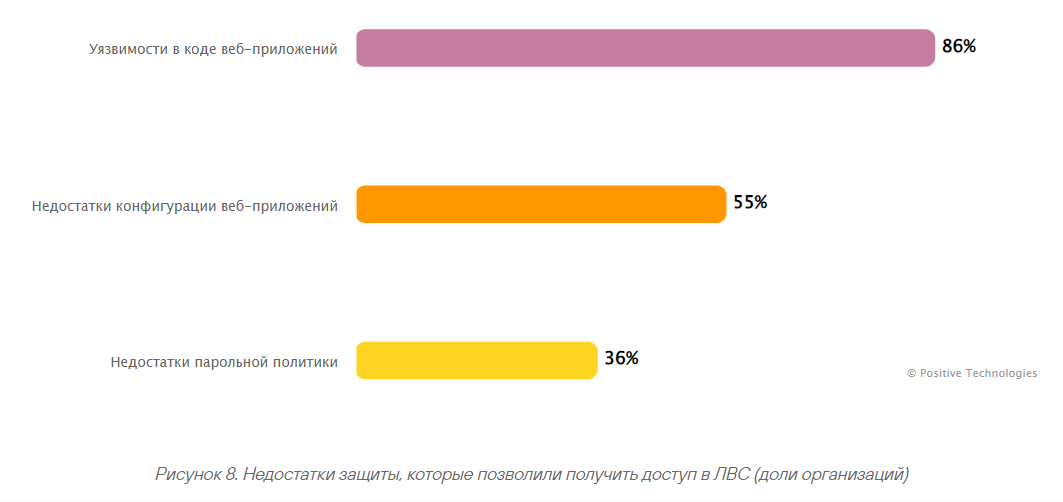 Уязвимости в коде веб-приложений 86%
Недостатки конфигурации веб-приложений 55%
Недостатки парольной политики 36%
© Positive Technologies
Рисунок 8. Недостатки защиты, которые позволили получить доступ в ЛВС (доли организаций)